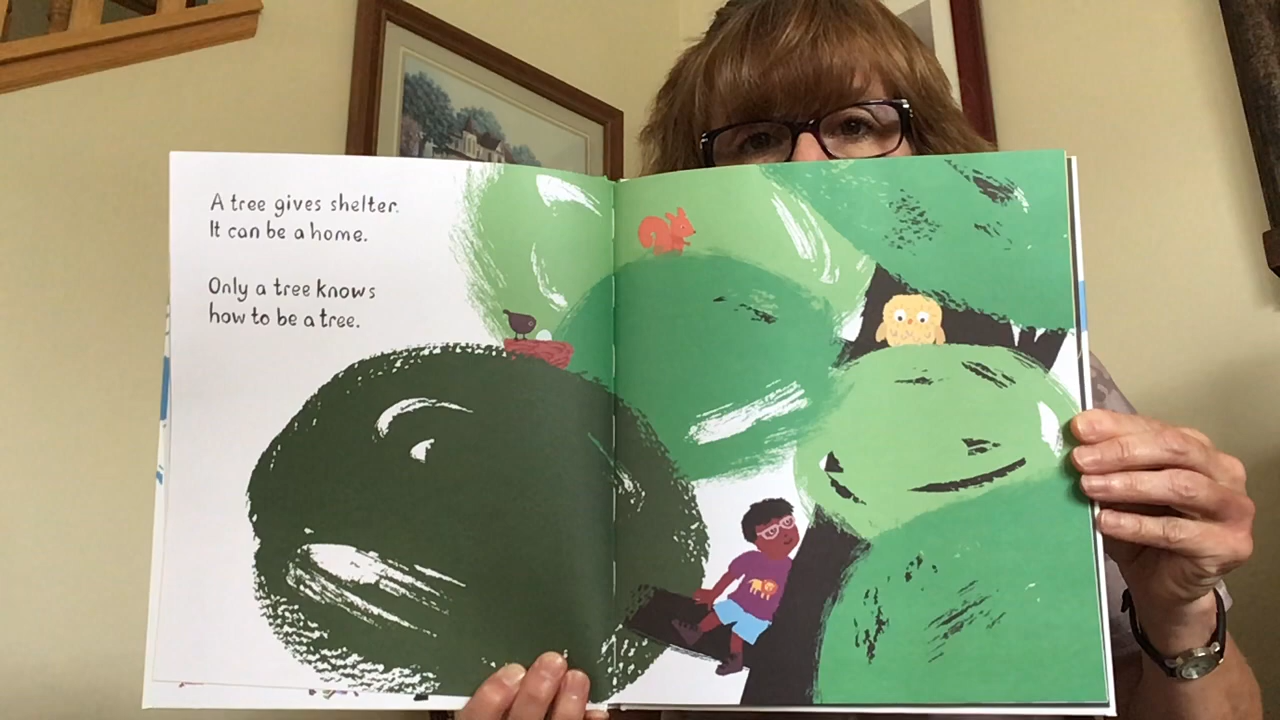 A tree gives shelter.
It can be a home.
Only a tree knows
how to be a tree.